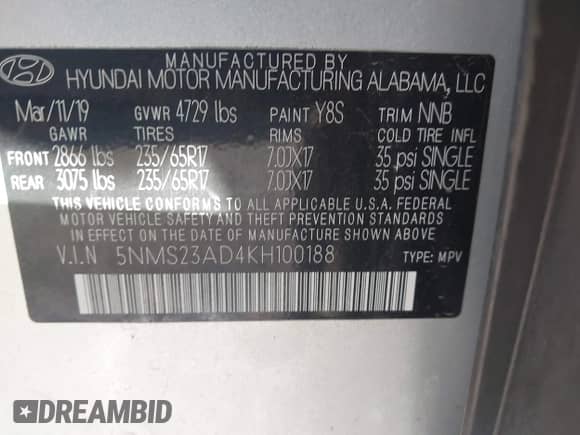 MANUFACTURED BY
HYUNDAI MOTOR MANUFACTURING ALABAMA, LLC
Mar/11/19 GVWR 4729 lbs PAINT Y8S TRIM NNB
GAWR TIRES RIMS COLD TIRE INFL
FRONT 2866 lbs 235/65R17 7.0JX17 35 psi SINGLE
REAR 3075 lbs 235/65R17 7.0JX17 35 psi SINGLE
THIS VEHICLE CONFORMS TO ALL APPLICABLE U.S.A. FEDERAL
MOTOR VEHICLE SAFETY AND THEFT PREVENTION STANDARDS
IN EFFECT ON THE DATE OF MANUFACTURE SHOWN ABOVE.
V.I.N 5NMS23AD4KH100188 TYPE: MPV
DREAMBID